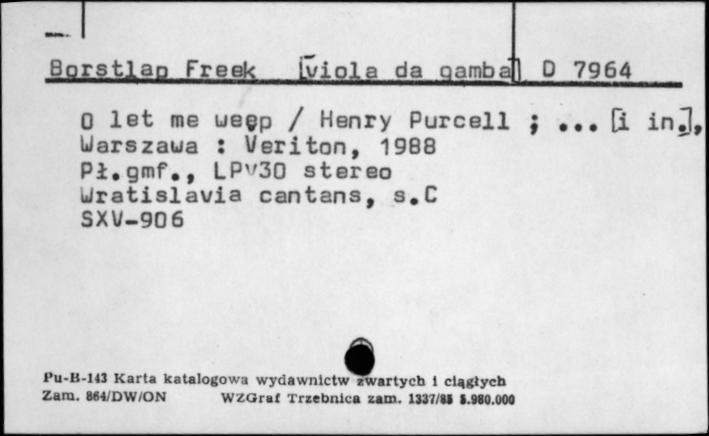 Borstlap Freek [viola da gamba] D 7964
O let me weep / Henry Purcell ; ... [i in.],
Warszawa : Veriton, 1988
Pł.gmf., LPv30 stereo
Wratislavia cantans, s.C
SXV-906
Pu-B-143 Karta katalogowa wydawnictw zwartych i ciągłych
Zam. 864/DW/ON WZGraf Trzebnica zam. 1337/85 5.980.000